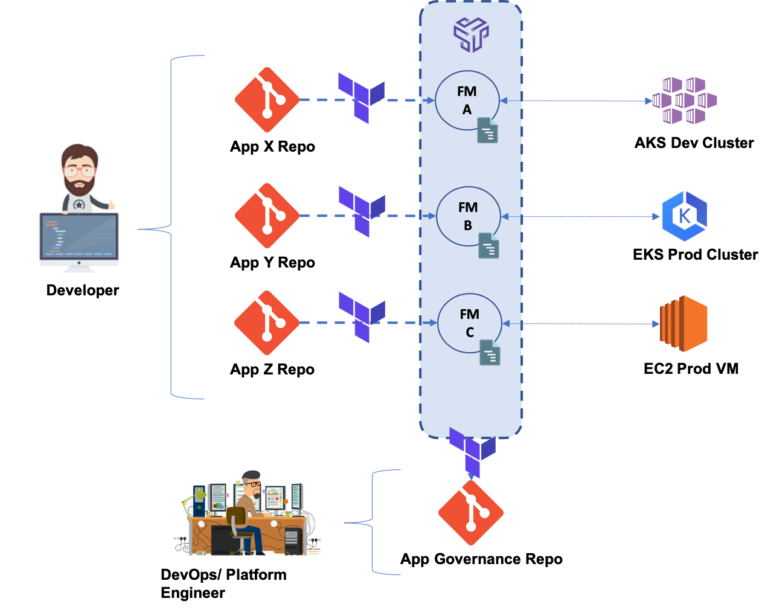 FM
A
App X Repo
AKS Dev Cluster
FM
B
K
App Y Repo
EKS Prod Cluster
Developer
FM
C
App Z Repo
EC2 Prod VM
App Governance Repo
DevOps/ Platform
Engineer